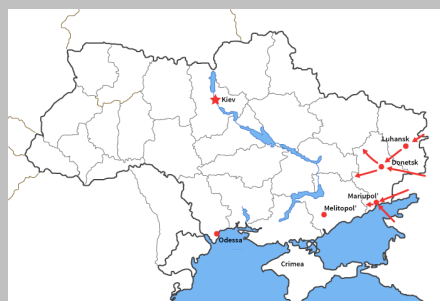 Kiev
Luhansk
Donetsk
Mariupol'
Melitopol'
Odessa
Crimea